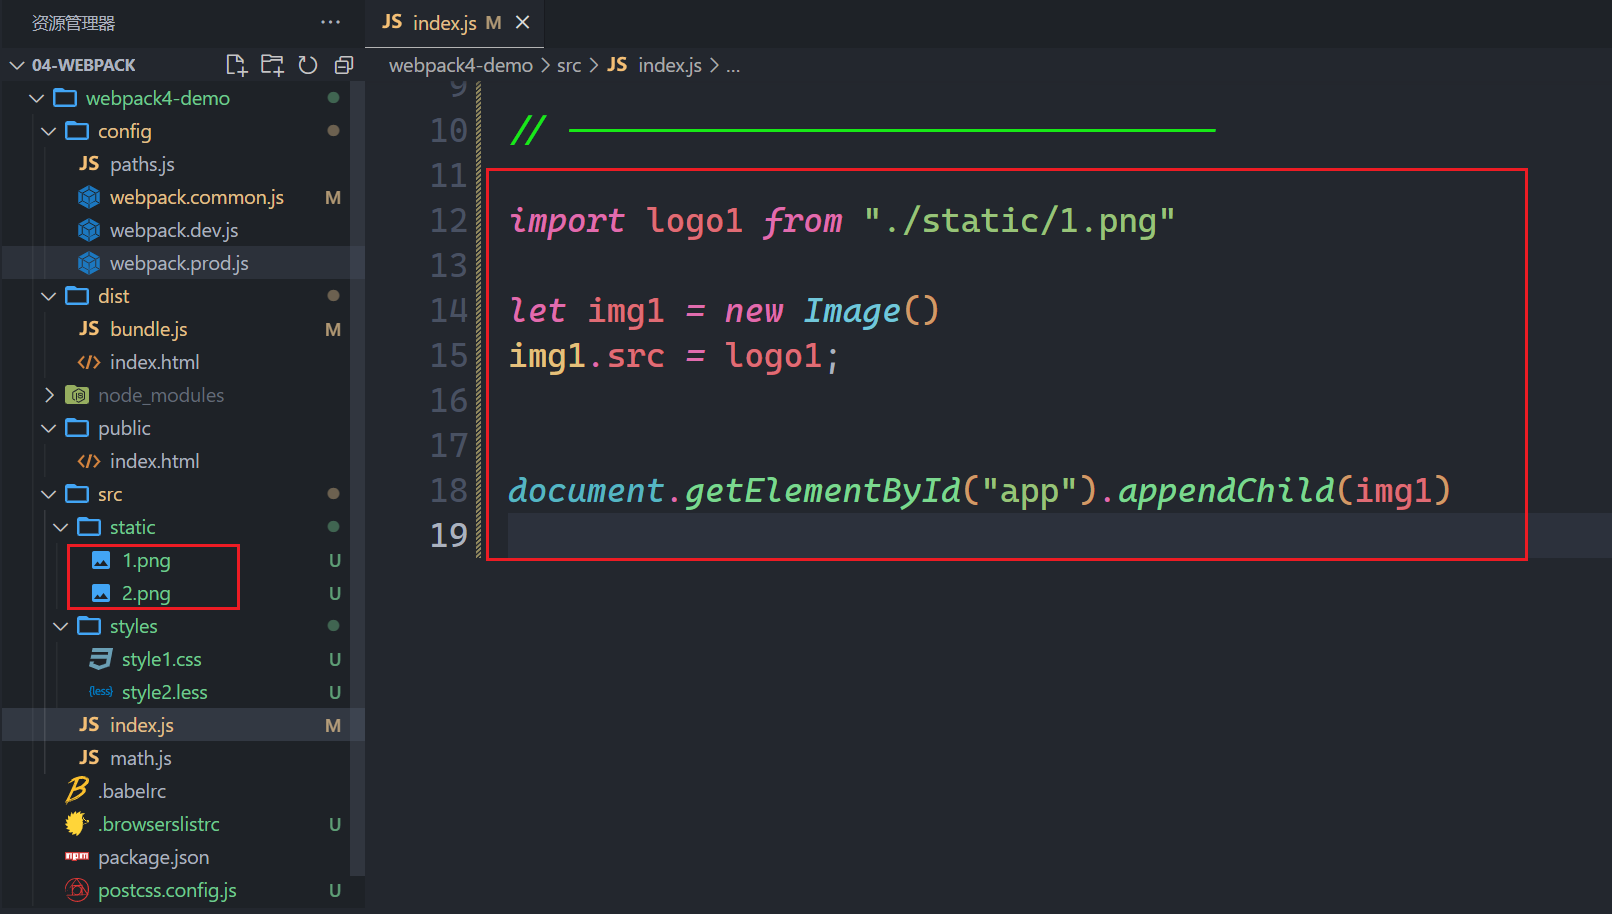 资源管理器 ...
04-WEBPACK
webpack4-demo
config
JS paths.js
webpack.common.js M
webpack.dev.js
webpack.prod.js
dist
JS bundle.js M
</> index.html
node_modules
public
</> index.html
src
static
1.png U
2.png U
styles
style1.css U
{less} style2.less U
JS index.js M
JS math.js
.babelrc
.browserslistrc U
npm package.json
postcss.config.js U
JS index.js M
webpack4-demo > src > JS index.js > ...
9
10 // ─────────────────────────────────
11
12 import logo1 from "./static/1.png"
13
14 let img1 = new Image()
15 img1.src = logo1;
16
17
18 document.getElementById("app").appendChild(img1)
19